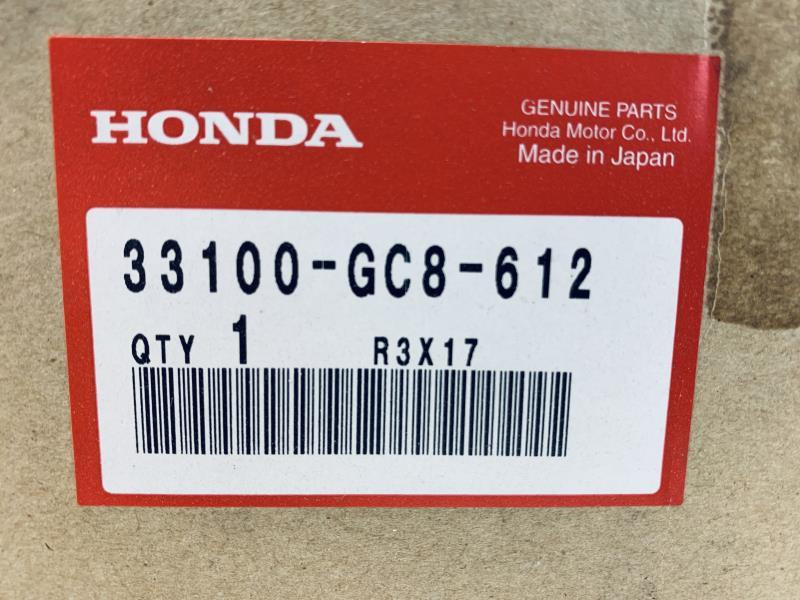 HONDA
GENUINE PARTS
Honda Motor Co., Ltd.
Made in Japan
33100-GC8-612
QTY 1 R3X17